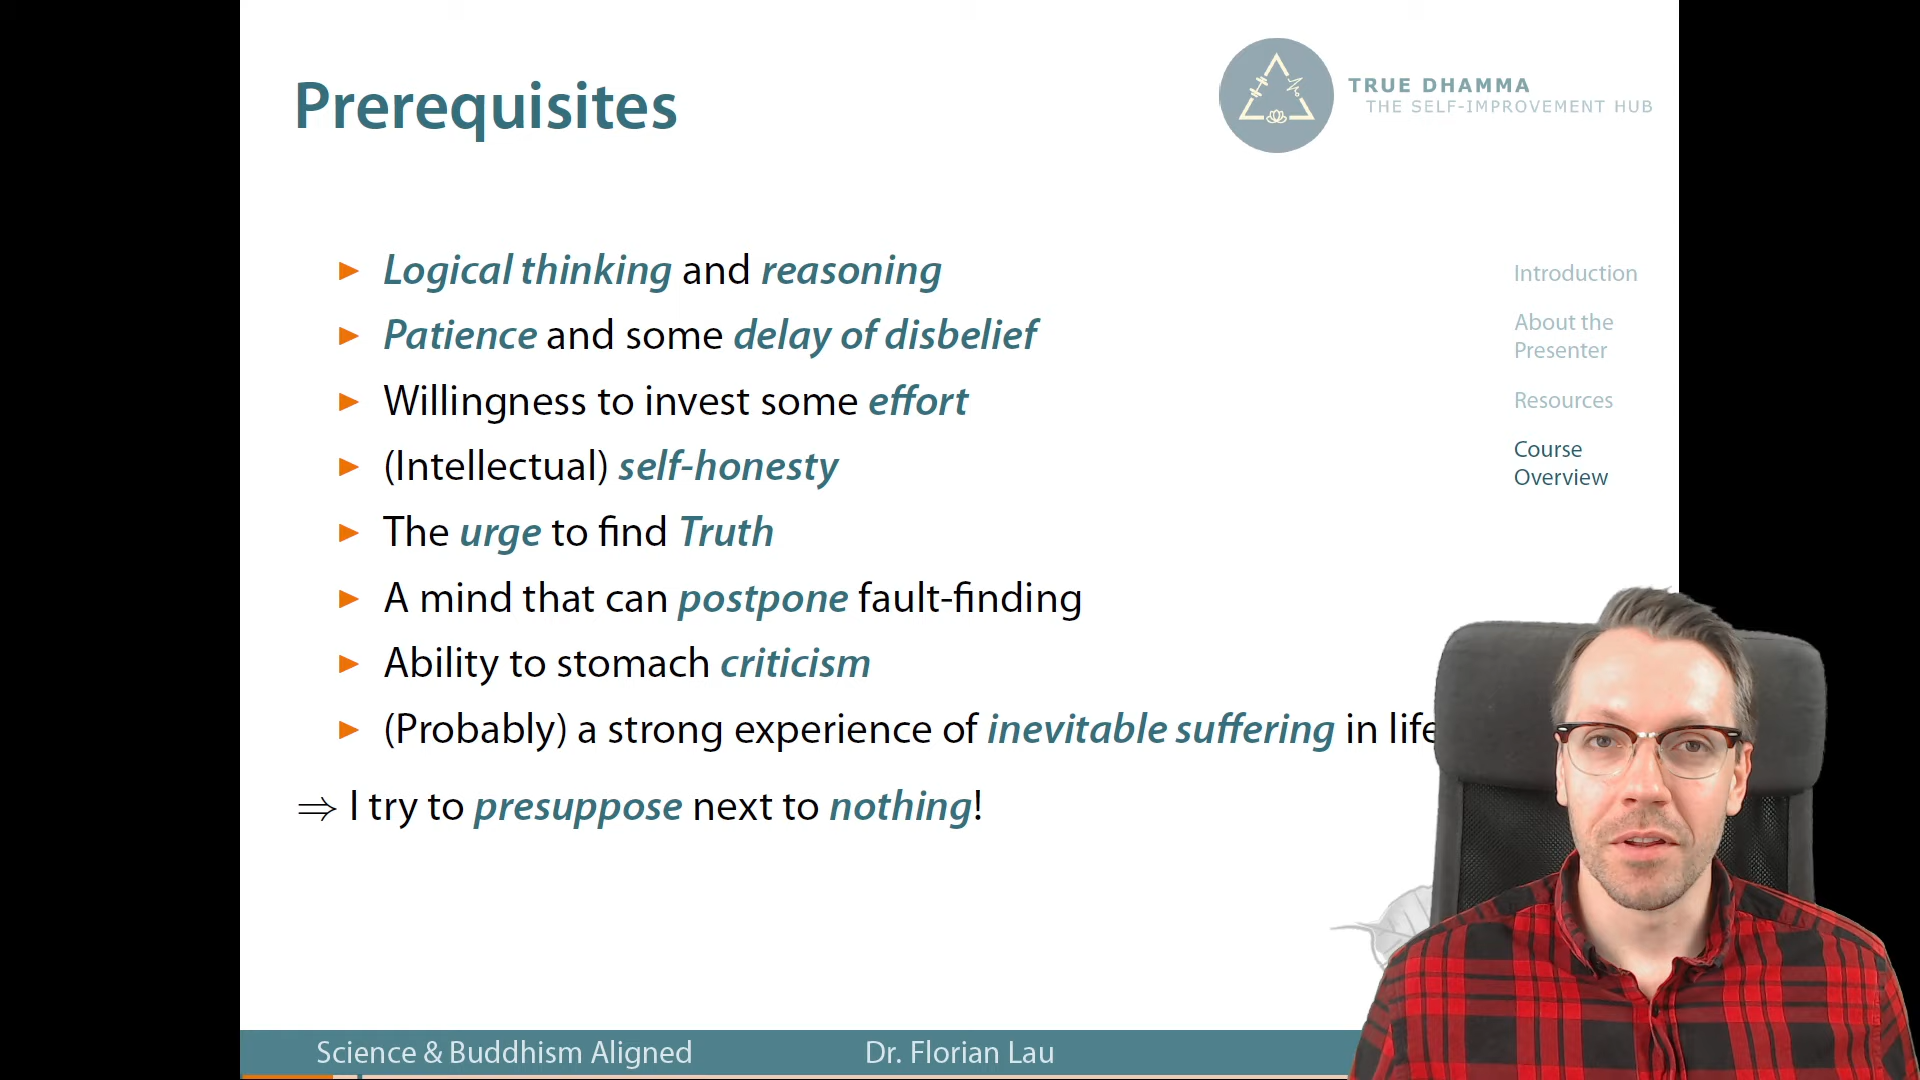 Prerequisites
TRUE DHAMMA
THE SELF-IMPROVEMENT HUB
► Logical thinking and reasoning
► Patience and some delay of disbelief
► Willingness to invest some effort
► (Intellectual) self-honesty
► The urge to find Truth
► A mind that can postpone fault-finding
► Ability to stomach criticism
► (Probably) a strong experience of inevitable suffering in life
⇒ I try to presuppose next to nothing!
Introduction
About the
Presenter
Resources
Course
Overview
Science & Buddhism Aligned
Dr. Florian Lau